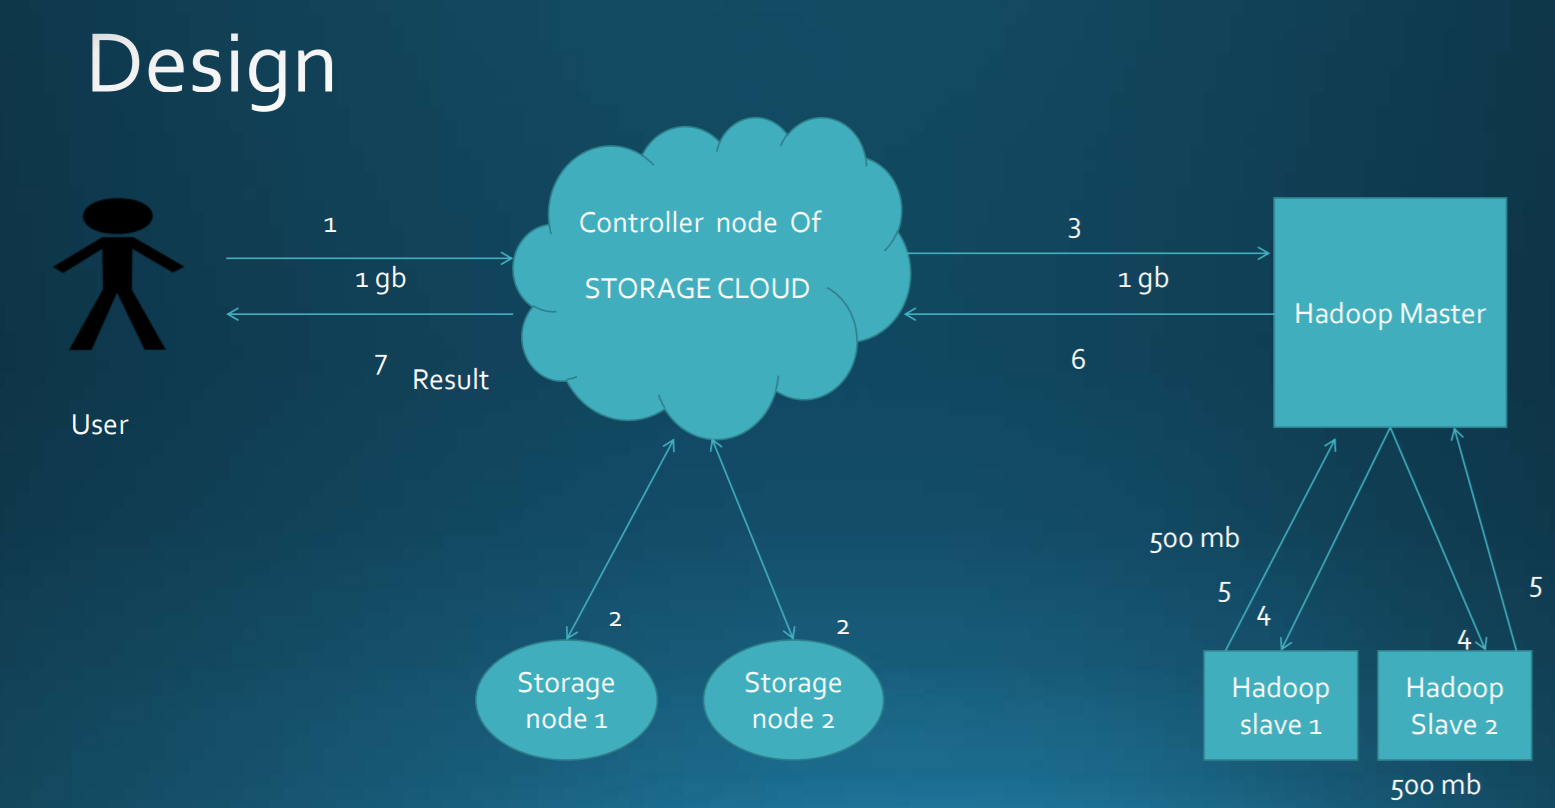 Design
1
1 gb
7
Result
User
Controller node Of
STORAGE CLOUD
3
1 gb
6
Hadoop Master
500 mb
5
4
4
5
2
2
Storage
node 1
Storage
node 2
Hadoop
slave 1
Hadoop
Slave 2
500 mb